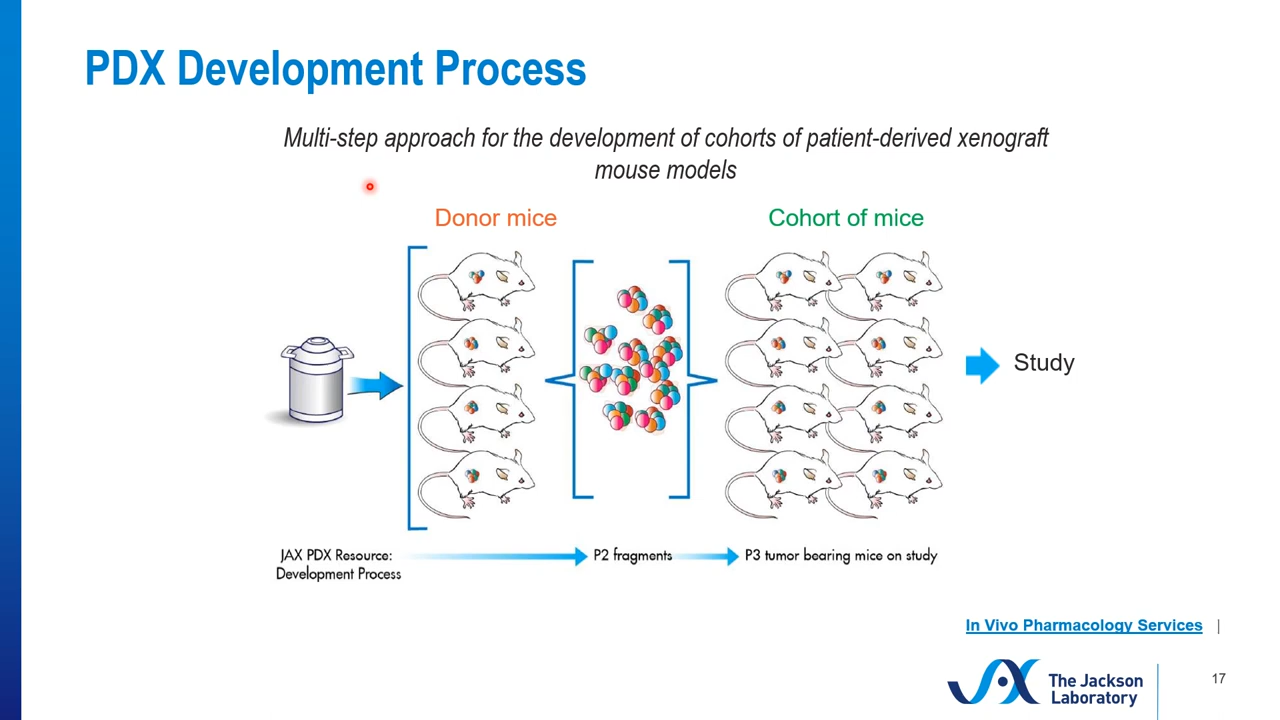 PDX Development Process
Multi-step approach for the development of cohorts of patient-derived xenograft
mouse models
Donor mice
Cohort of mice
Study
JAX PDX Resource:
Development Process
P2 fragments
P3 tumor bearing mice on study
In Vivo Pharmacology Services |
JAX
The Jackson
Laboratory
17